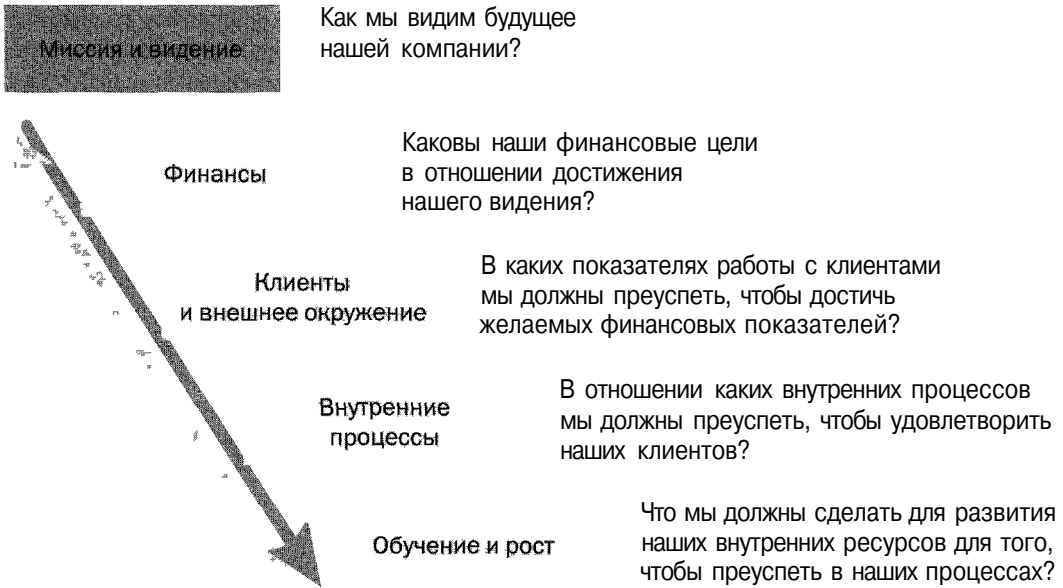 Миссия и видение
Как мы видим будущее
нашей компании?
Финансы
Каковы наши финансовые цели
в отношении достижения
нашего видения?
Клиенты
и внешнее окружение
В каких показателях работы с клиентами
мы должны преуспеть, чтобы достичь
желаемых финансовых показателей?
Внутренние
процессы
В отношении каких внутренних процессов
мы должны преуспеть, чтобы удовлетворить
наших клиентов?
Обучение и рост
Что мы должны сделать для развития
наших внутренних ресурсов для того,
чтобы преуспеть в наших процессах?